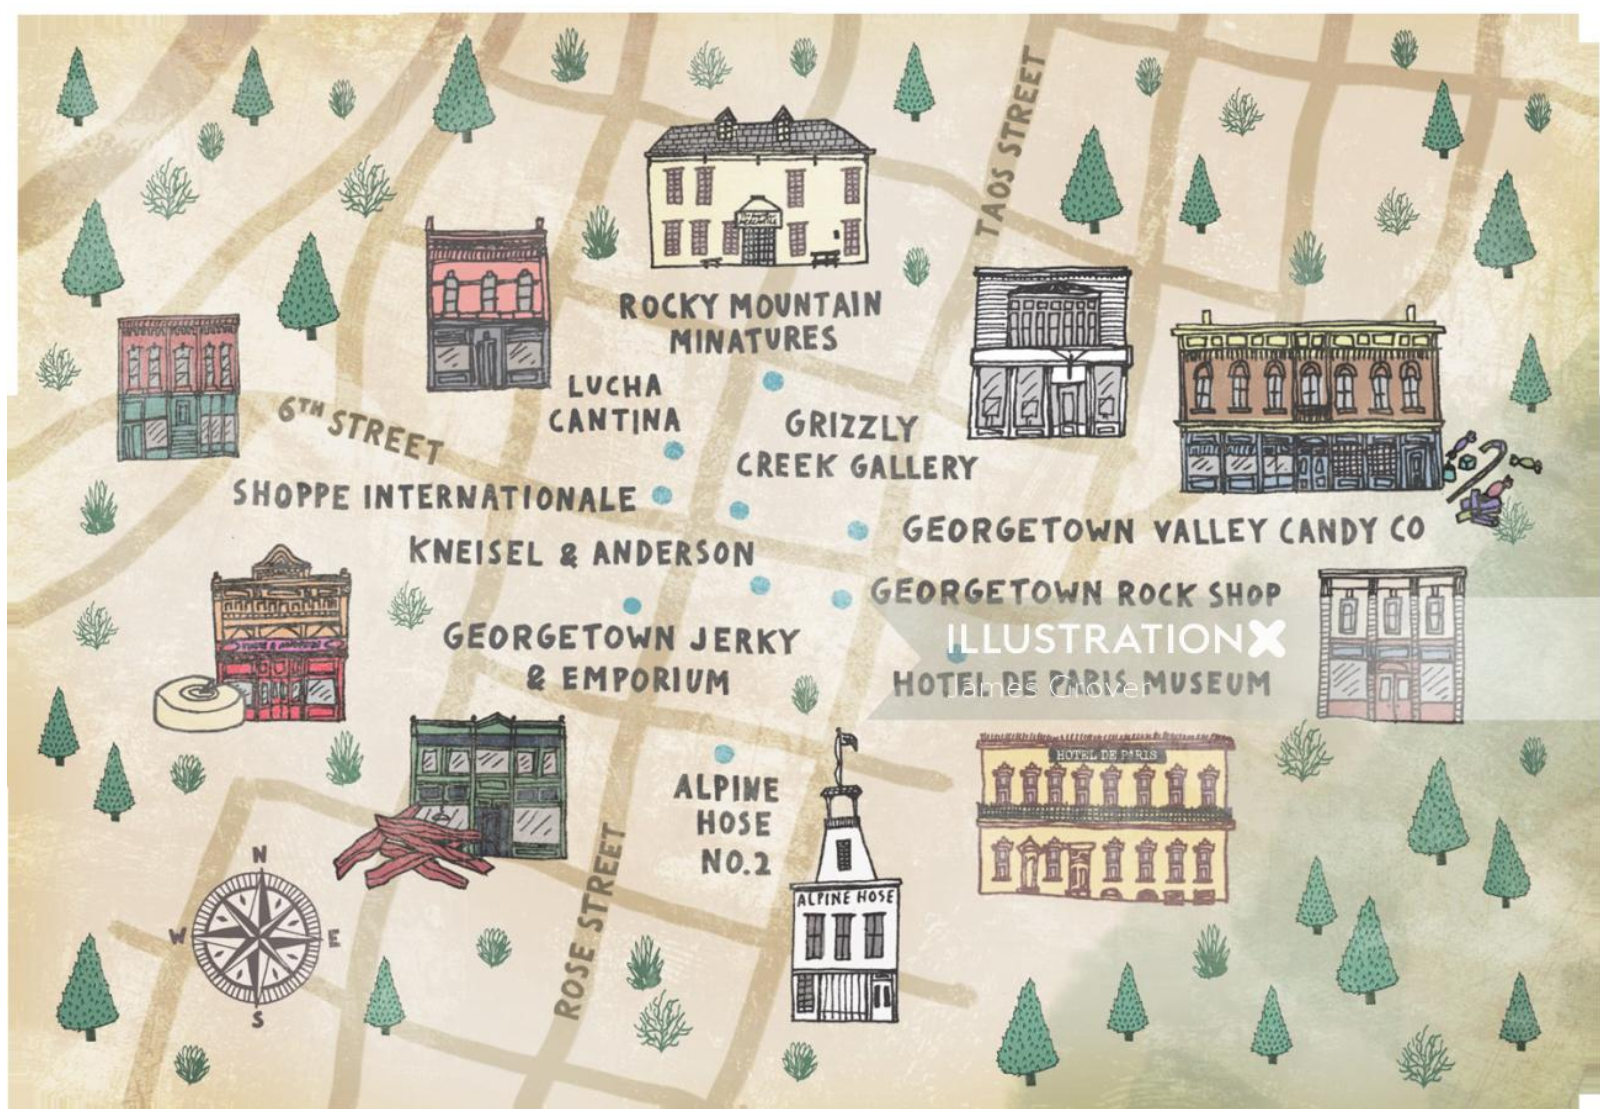 TAOS STREET
ROCKY MOUNTAIN
MINATURES
LUCHA
CANTINA
6TH STREET
GRIZZLY
CREEK GALLERY
SHOPPE INTERNATIONALE
GEORGETOWN VALLEY CANDY CO
KNEISEL & ANDERSON
GEORGETOWN ROCK SHOP
GEORGETOWN JERKY
& EMPORIUM
ILLUSTRATIONX
HOTEL DE PARIS MUSEUM
James Grover
HOTEL DE PARIS
ALPINE
HOSE
NO.2
ALPINE HOSE
ROSE STREET
N
W
E
S